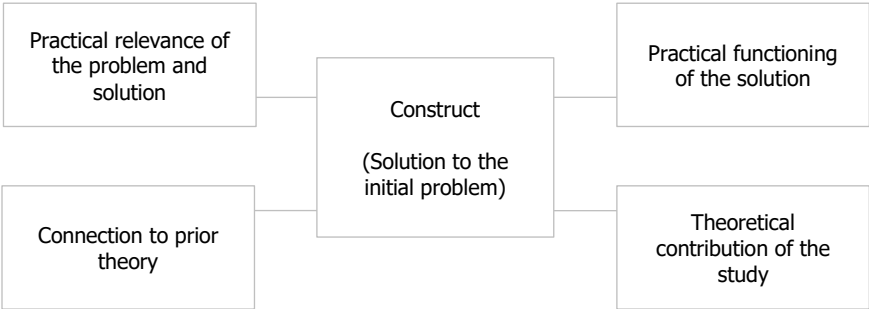 Practical relevance of
the problem and
solution
Connection to prior
theory
Construct
(Solution to the
initial problem)
Practical functioning
of the solution
Theoretical
contribution of the
study